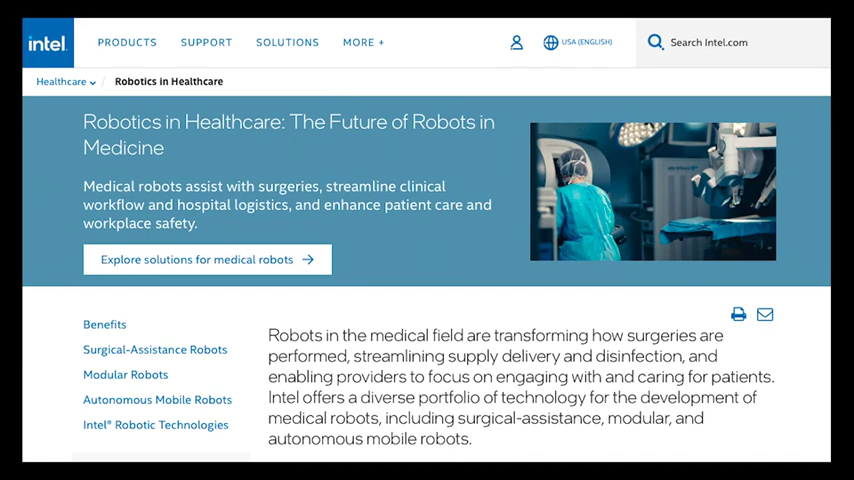 intel
PRODUCTS SUPPORT SOLUTIONS MORE + USA (ENGLISH) Search Intel.com
Healthcare / Robotics in Healthcare
Robotics in Healthcare: The Future of Robots in
Medicine
Medical robots assist with surgeries, streamline clinical
workflow and hospital logistics, and enhance patient care and
workplace safety.
Explore solutions for medical robots →
Benefits
Surgical-Assistance Robots
Modular Robots
Autonomous Mobile Robots
Intel® Robotic Technologies
Robots in the medical field are transforming how surgeries are
performed, streamlining supply delivery and disinfection, and
enabling providers to focus on engaging with and caring for patients.
Intel offers a diverse portfolio of technology for the development of
medical robots, including surgical-assistance, modular, and
autonomous mobile robots.